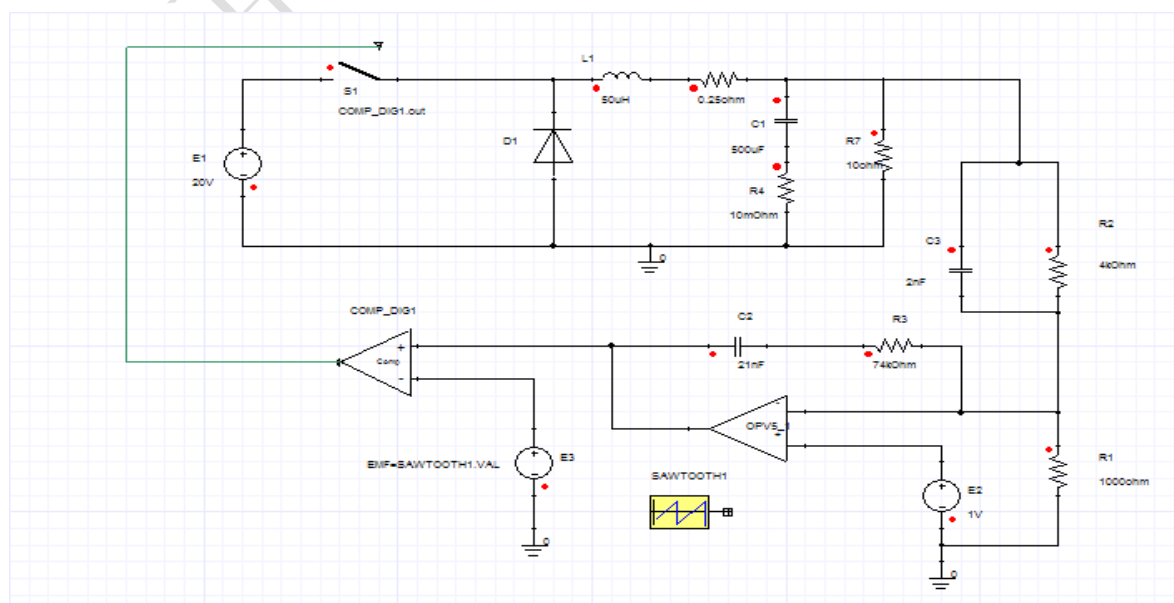 L1
S1
50uH
0.25ohm
COMP_DIG1.out
C1
D1
500uF
R7
10ohm
E1
20V
R4
10mOhm
0
R2
C3
4kOhm
2nF
COMP_DIG1
C2
R3
+
Comp
-
21nF
74kOhm
-
OPV5_1
+
EMF=SAWTOOTH1.VAL
E3
SAWTOOTH1
R1
1000ohm
E2
1V
0
0